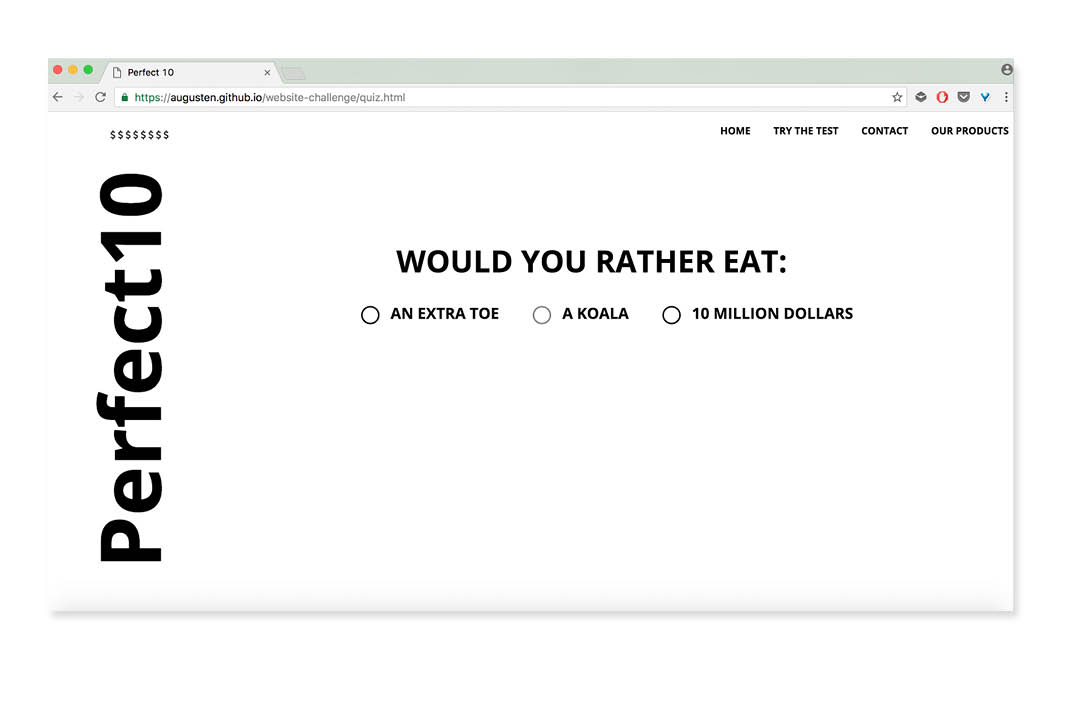 Perfect 10
https://augusten.github.io/website-challenge/quiz.html
$$$$$$$$
HOME TRY THE TEST CONTACT OUR PRODUCTS
Perfect10
WOULD YOU RATHER EAT:
AN EXTRA TOE A KOALA 10 MILLION DOLLARS